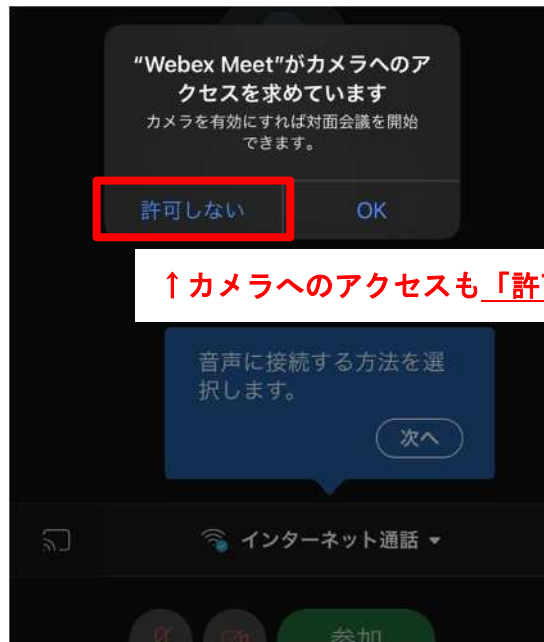 “Webex Meet”がカメラへのア
クセスを求めています
カメラを有効にすれば対面会議を開始
できます。
許可しない OK
↑カメラへのアクセスも「許
音声に接続する方法を選
択します。
次へ
インターネット通話
参加